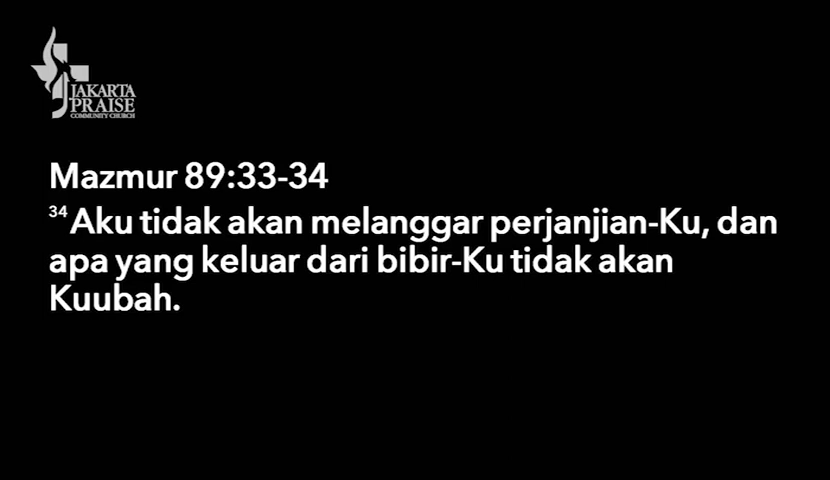 JAKARTA
PRAISE
COMMUNITY CHURCH
Mazmur 89:33-34
34 Aku tidak akan melanggar perjanjian-Ku, dan
apa yang keluar dari bibir-Ku tidak akan
Kuubah.